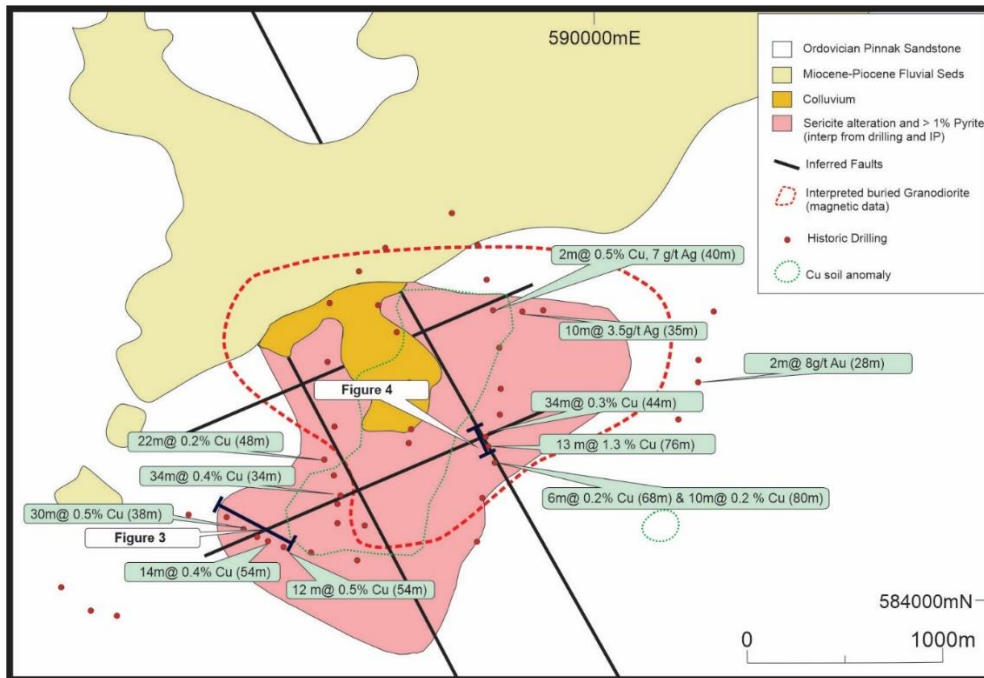 590000mE
Ordovician Pinnak Sandstone
Miocene-Piocene Fluvial Seds
Colluvium
Sericite alteration and > 1% Pyrite
(interp from drilling and IP)
Inferred Faults
Interpreted buried Granodiorite
(magnetic data)
Historic Drilling
Cu soil anomaly
2m@ 0.5% Cu, 7 g/t Ag (40m)
10m@ 3.5g/t Ag (35m)
2m@ 8g/t Au (28m)
Figure 4
34m@ 0.3% Cu (44m)
22m@ 0.2% Cu (48m)
13 m@ 1.3 % Cu (76m)
34m@ 0.4% Cu (34m)
6m@ 0.2% Cu (68m) & 10m@ 0.2 % Cu (80m)
30m@ 0.5% Cu (38m)
Figure 3
14m@ 0.4% Cu (54m)
12 m@ 0.5% Cu (54m)
584000mN
0 1000m